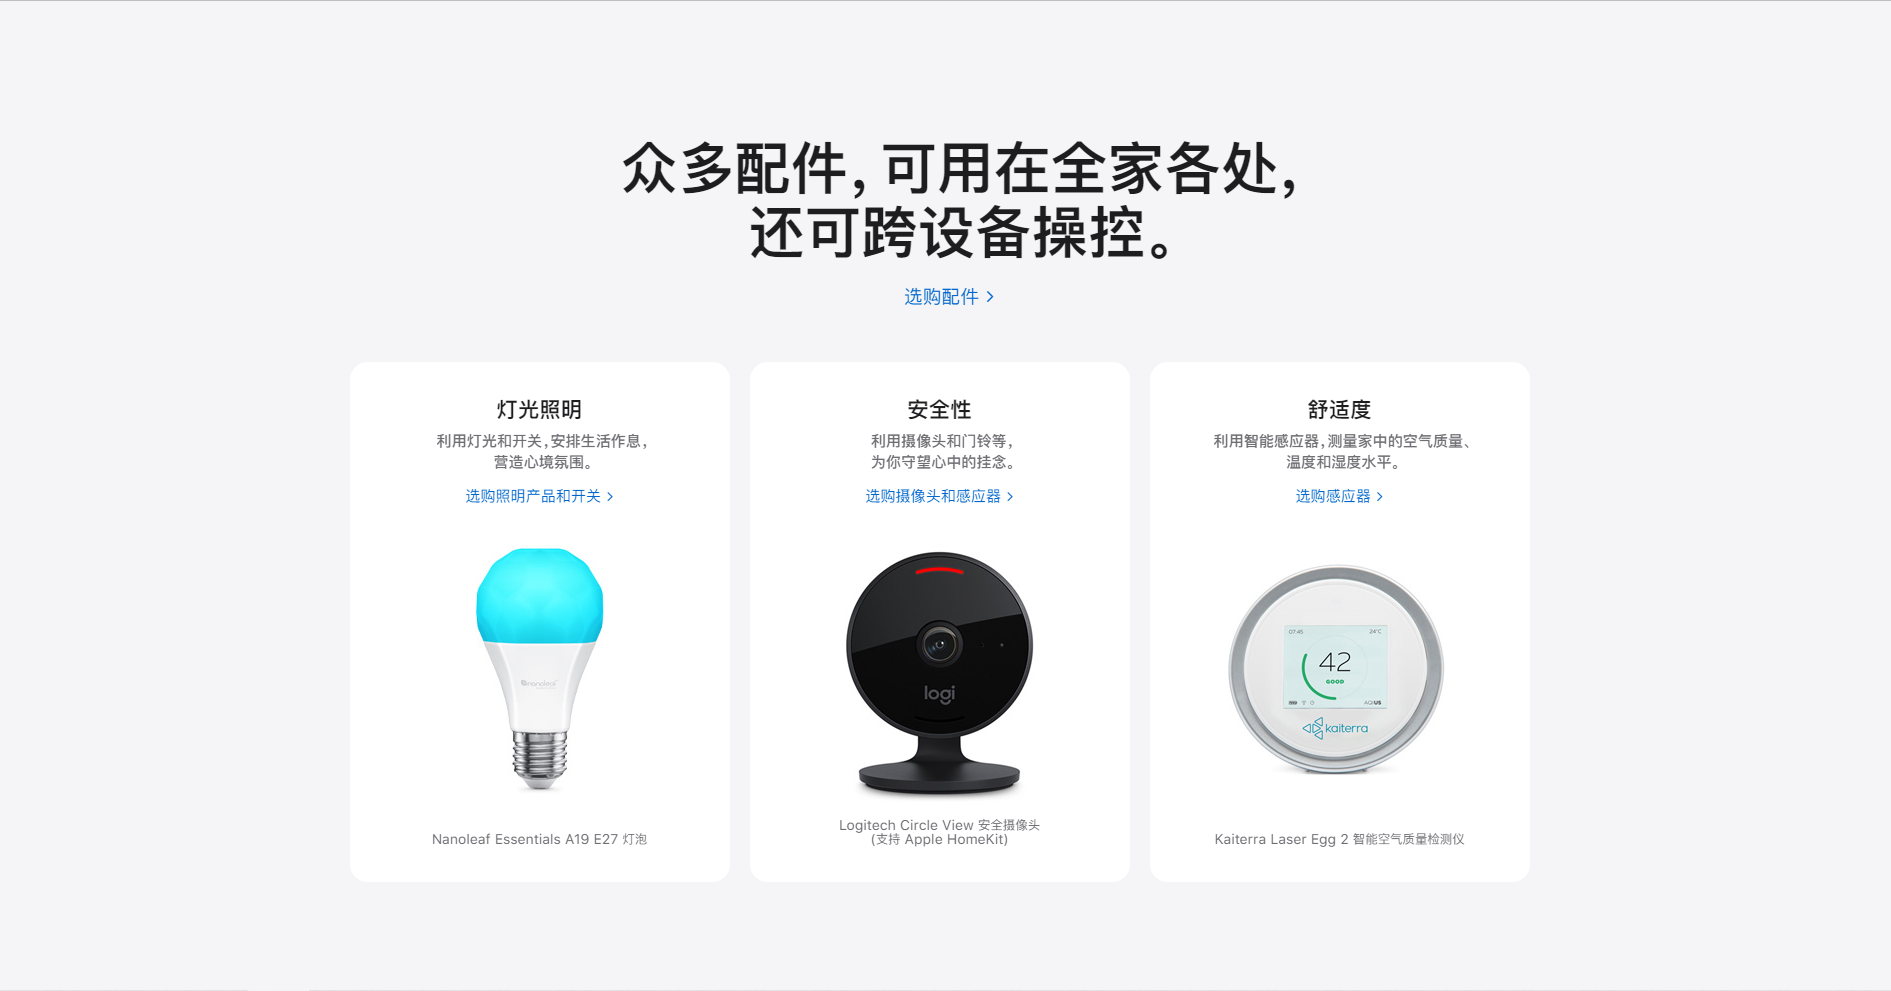 众多配件，可用在全家各处，
还可跨设备操控。
选购配件 >
灯光照明
利用灯光和开关，安排生活作息，
营造心境氛围。
选购照明产品和开关 >
nanoleaf
Nanoleaf Essentials A19 E27 灯泡
安全性
利用摄像头和门铃等，
为你守望心中的挂念。
选购摄像头和感应器 >
logi
Logitech Circle View 安全摄像头
(支持 Apple HomeKit)
舒适度
利用智能感应器，测量家中的空气质量、
温度和湿度水平。
选购感应器 >
07:45 24°C
42
GOOD
AQI US
kaiterra
Kaiterra Laser Egg 2 智能空气质量检测仪